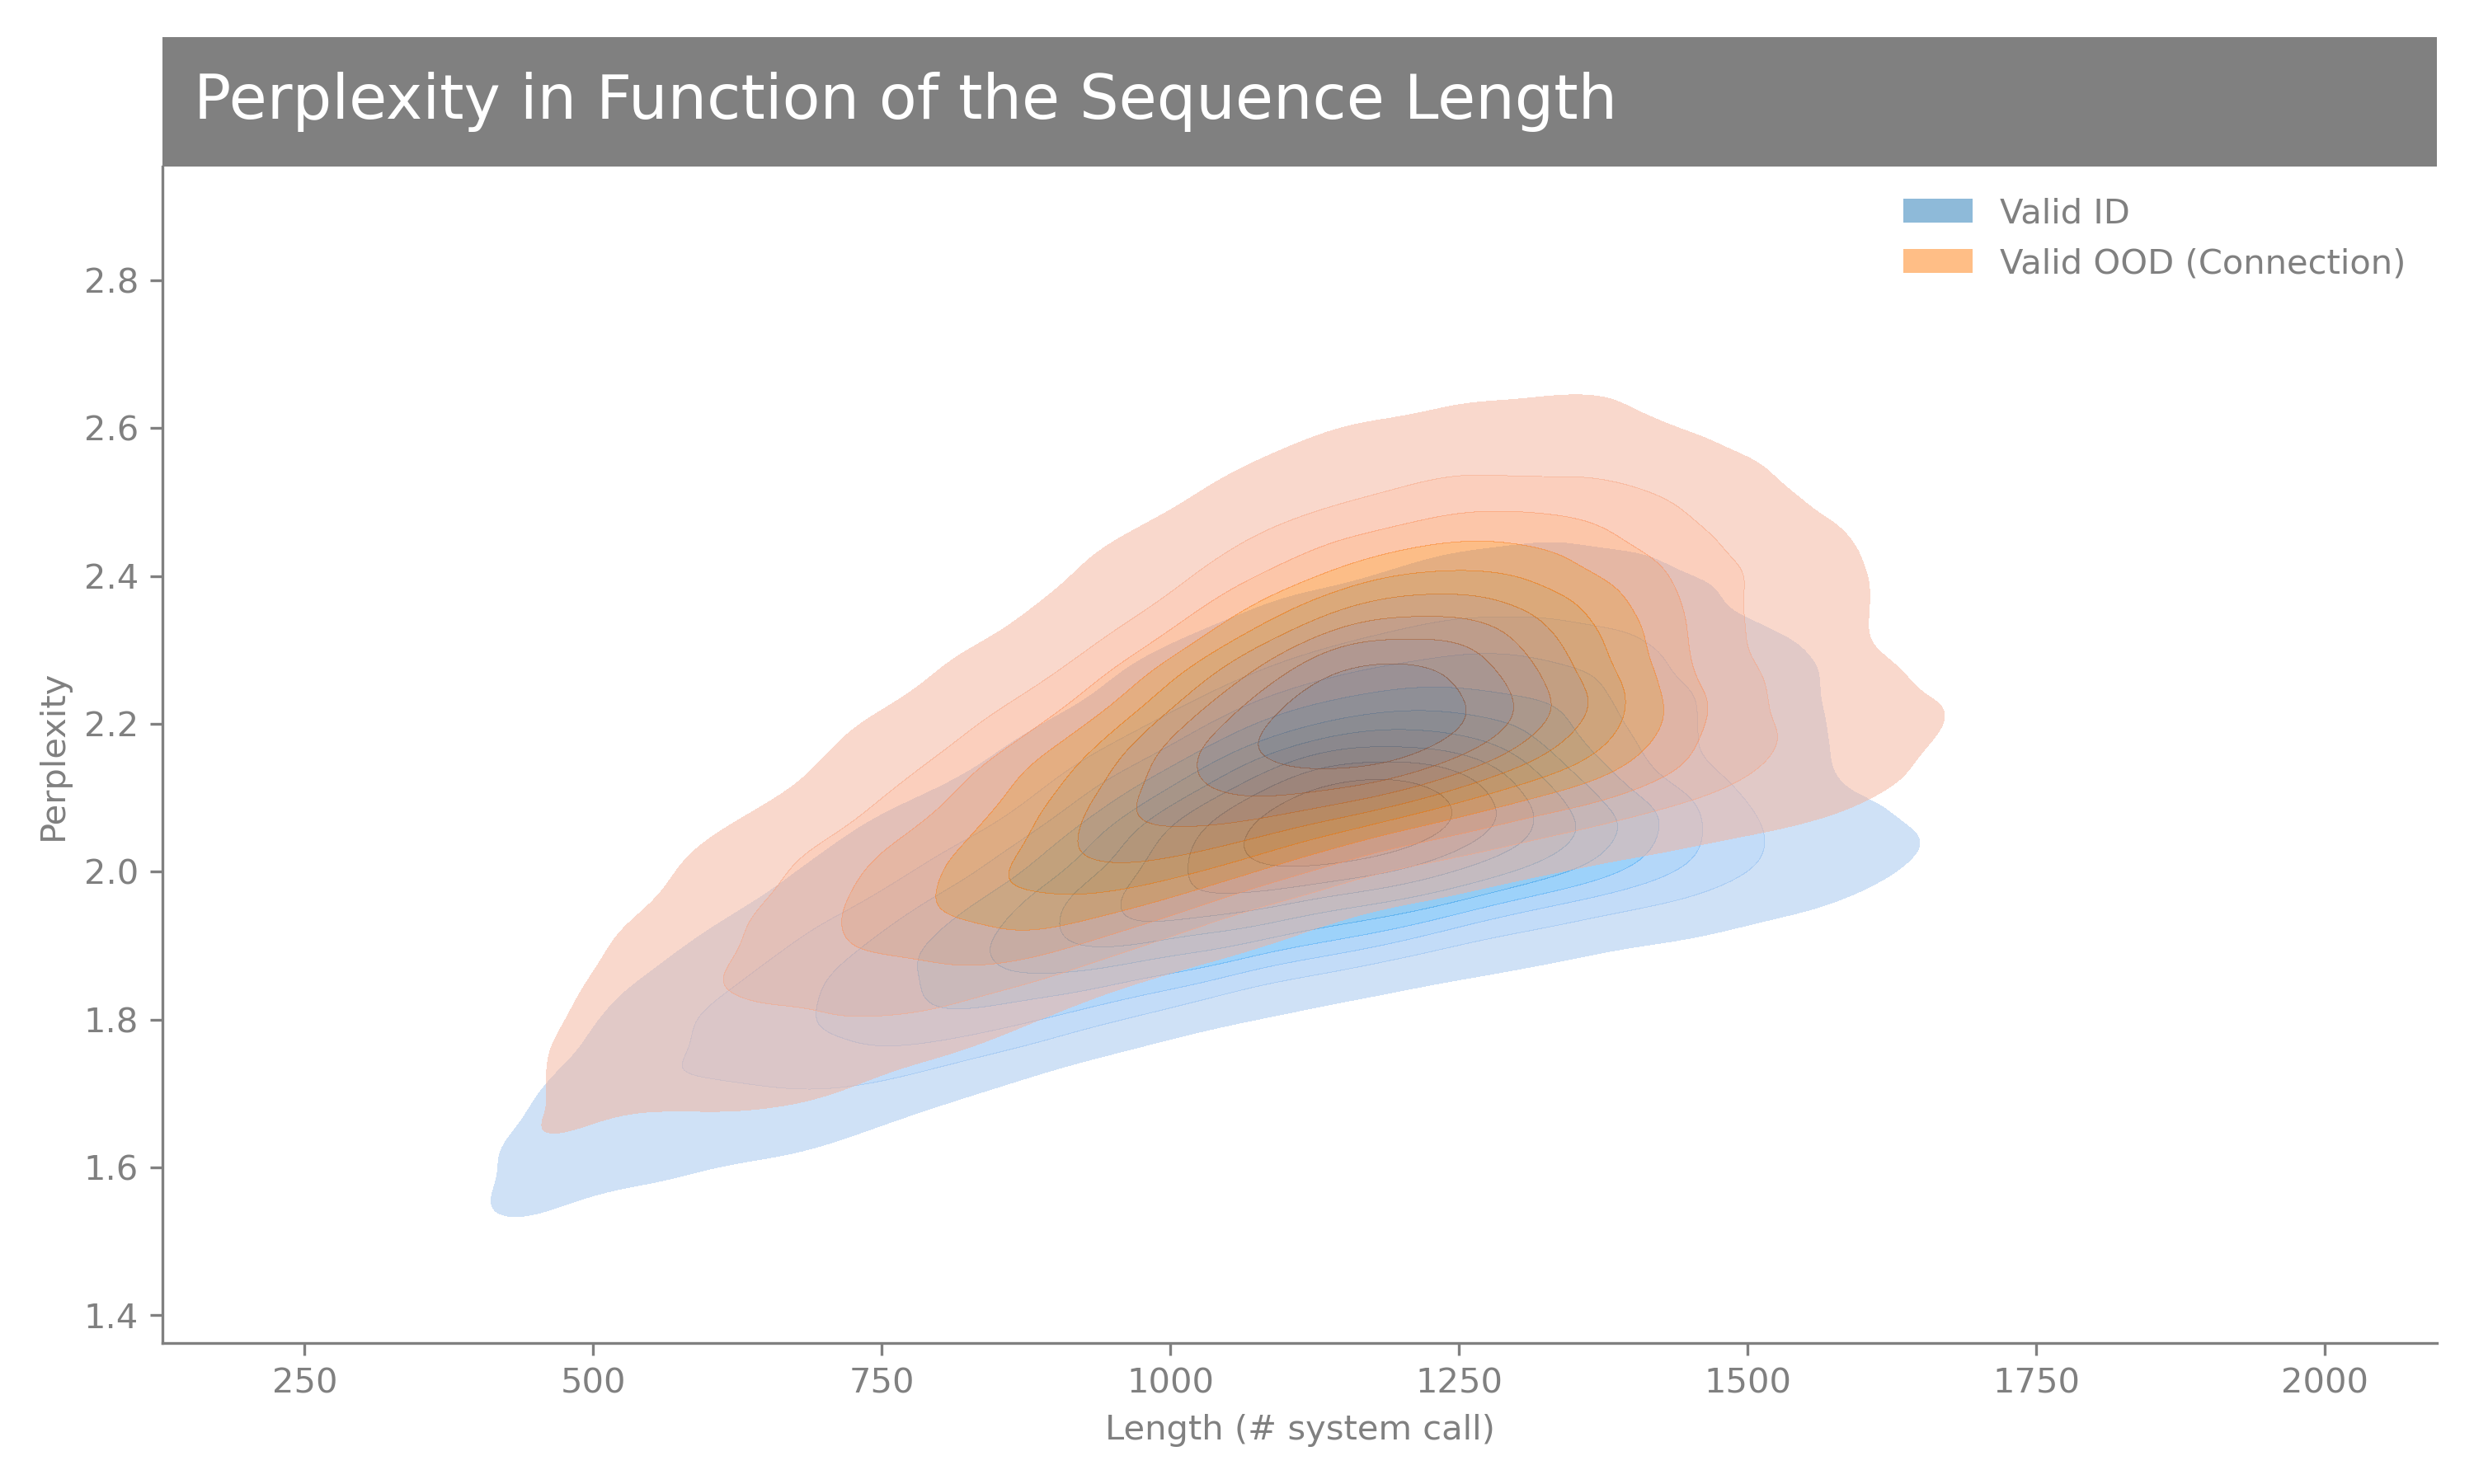 Perplexity in Function of the Sequence Length
Valid ID
Valid OOD (Connection)
2.8
2.6
2.4
2.2
2.0
1.8
1.6
1.4
Perplexity
250 500 750 1000 1250 1500 1750 2000
Length (# system call)